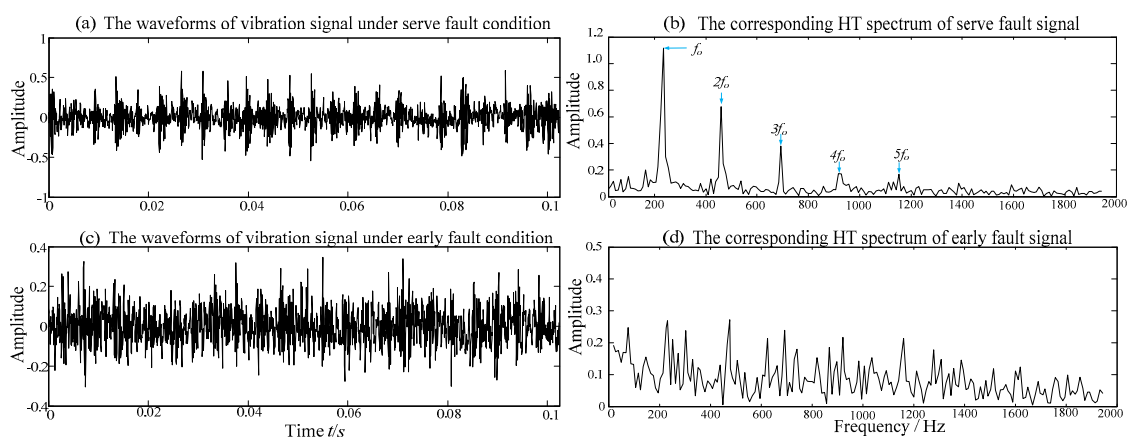 (a) The waveforms of vibration signal under serve fault condition
Amplitude
1
0.5
0
-0.5
-1
0 0.02 0.04 0.06 0.08 0.1
(b) The corresponding HT spectrum of serve fault signal
Amplitude
1.2
1.0
0.8
0.6
0.4
0.2
0
fo
2fo
3fo
4fo
5fo
0 200 400 600 800 1000 1200 1400 1600 1800 2000
(c) The waveforms of vibration signal under early fault condition
Amplitude
0.4
0.2
0
-0.2
-0.4
0 0.02 0.04 0.06 0.08 0.1
Time t/s
(d) The corresponding HT spectrum of early fault signal
Amplitude
0.5
0.4
0.3
0.2
0.1
0
0 200 400 600 800 1000 1200 1400 1600 1800 2000
Frequency / Hz